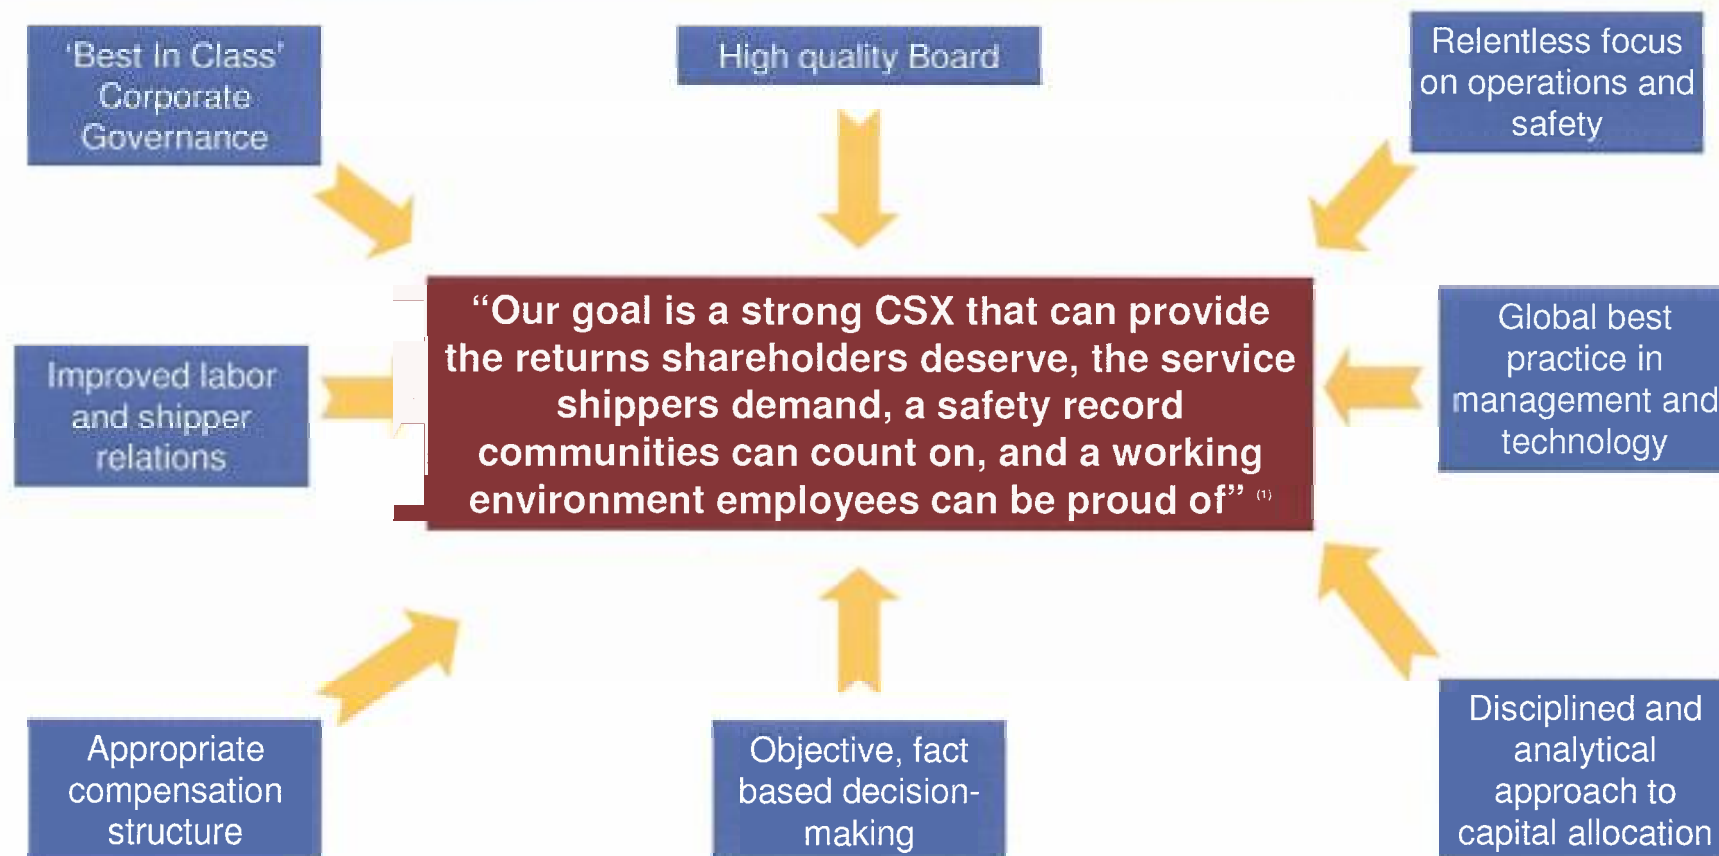 'Best In Class'
Corporate
Governance
High quality Board
Relentless focus
on operations and
safety
"Our goal is a strong CSX that can provide
the returns shareholders deserve, the service
shippers demand, a safety record
communities can count on, and a working
environment employees can be proud of" (1)
Improved labor
and shipper
relations
Global best
practice in
management and
technology
Appropriate
compensation
structure
Objective, fact
based decision-
making
Disciplined and
analytical
approach to
capital allocation